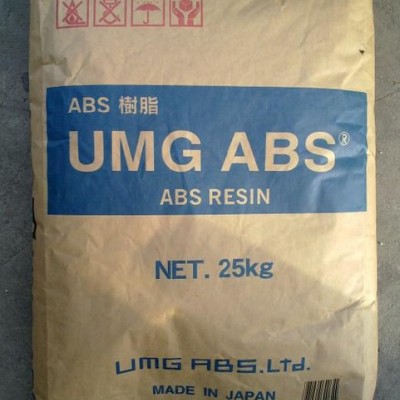 ABS 樹脂
UMG ABS®
ABS RESIN
NET. 25kg
UMG ABS, Ltd.
MADE IN JAPAN